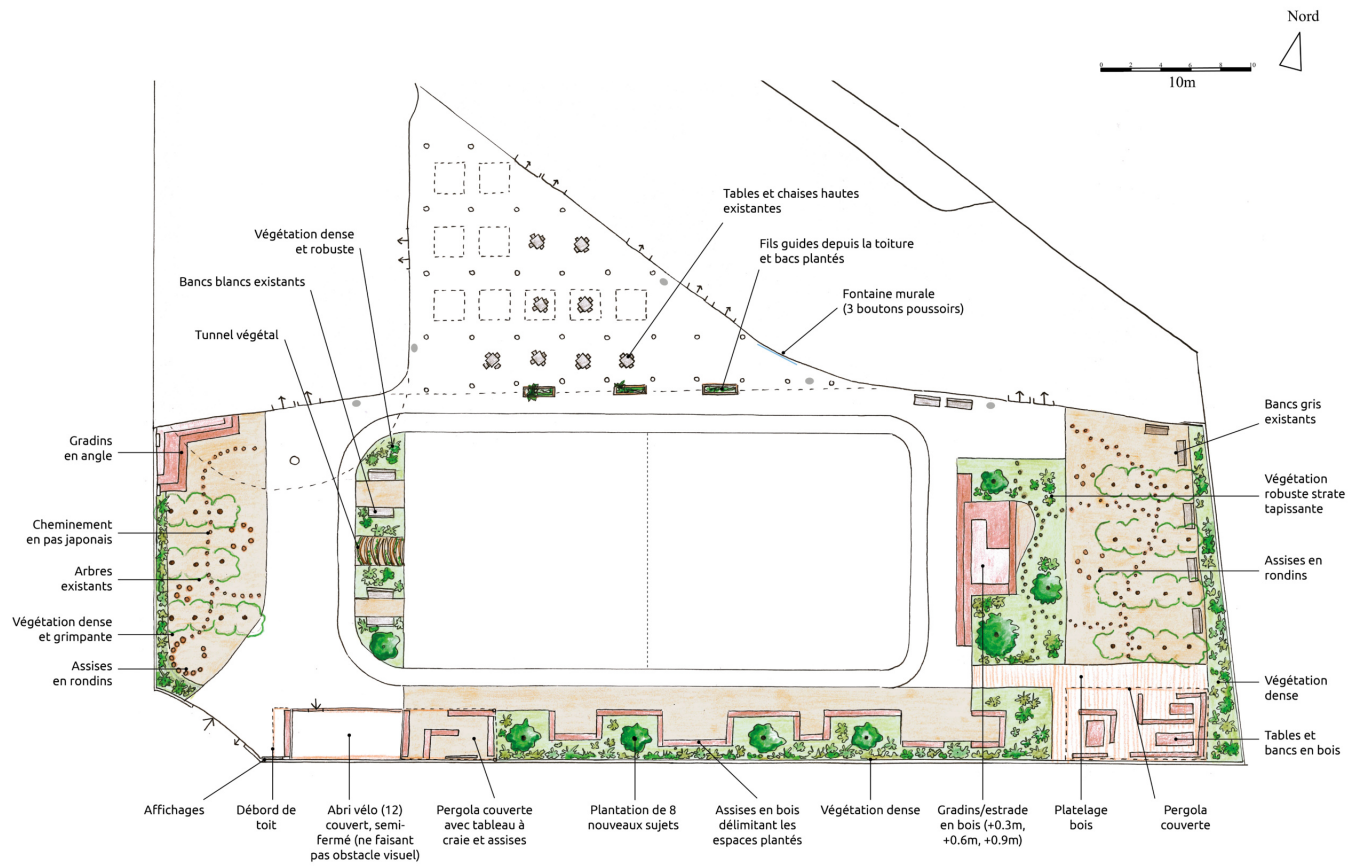 Nord
0 2 4 6 8 10
10m
Tables et chaises hautes
existantes
Végétation dense
et robuste
Fils guides depuis la toiture
et bacs plantés
Bancs blancs existants
Fontaine murale
(3 boutons poussoirs)
Tunnel végétal
Bancs gris
existants
Gradins
en angle
Végétation
robuste strate
tapissante
Cheminement
en pas japonais
Arbres
existants
Assises en
rondins
Végétation dense
et grimpante
Assises
en rondins
Végétation
dense
Tables et
bancs en bois
Affichages
Débord de
toit
Abri vélo (12)
couvert, semi-
fermé (ne faisant
pas obstacle visuel)
Pergola couverte
avec tableau à
craie et assises
Plantation de 8
nouveaux sujets
Assises en bois
délimitant les
espaces plantés
Végétation dense
Gradins/estrade
en bois (+0.3m,
+0.6m, +0.9m)
Platelage
bois
Pergola
couverte